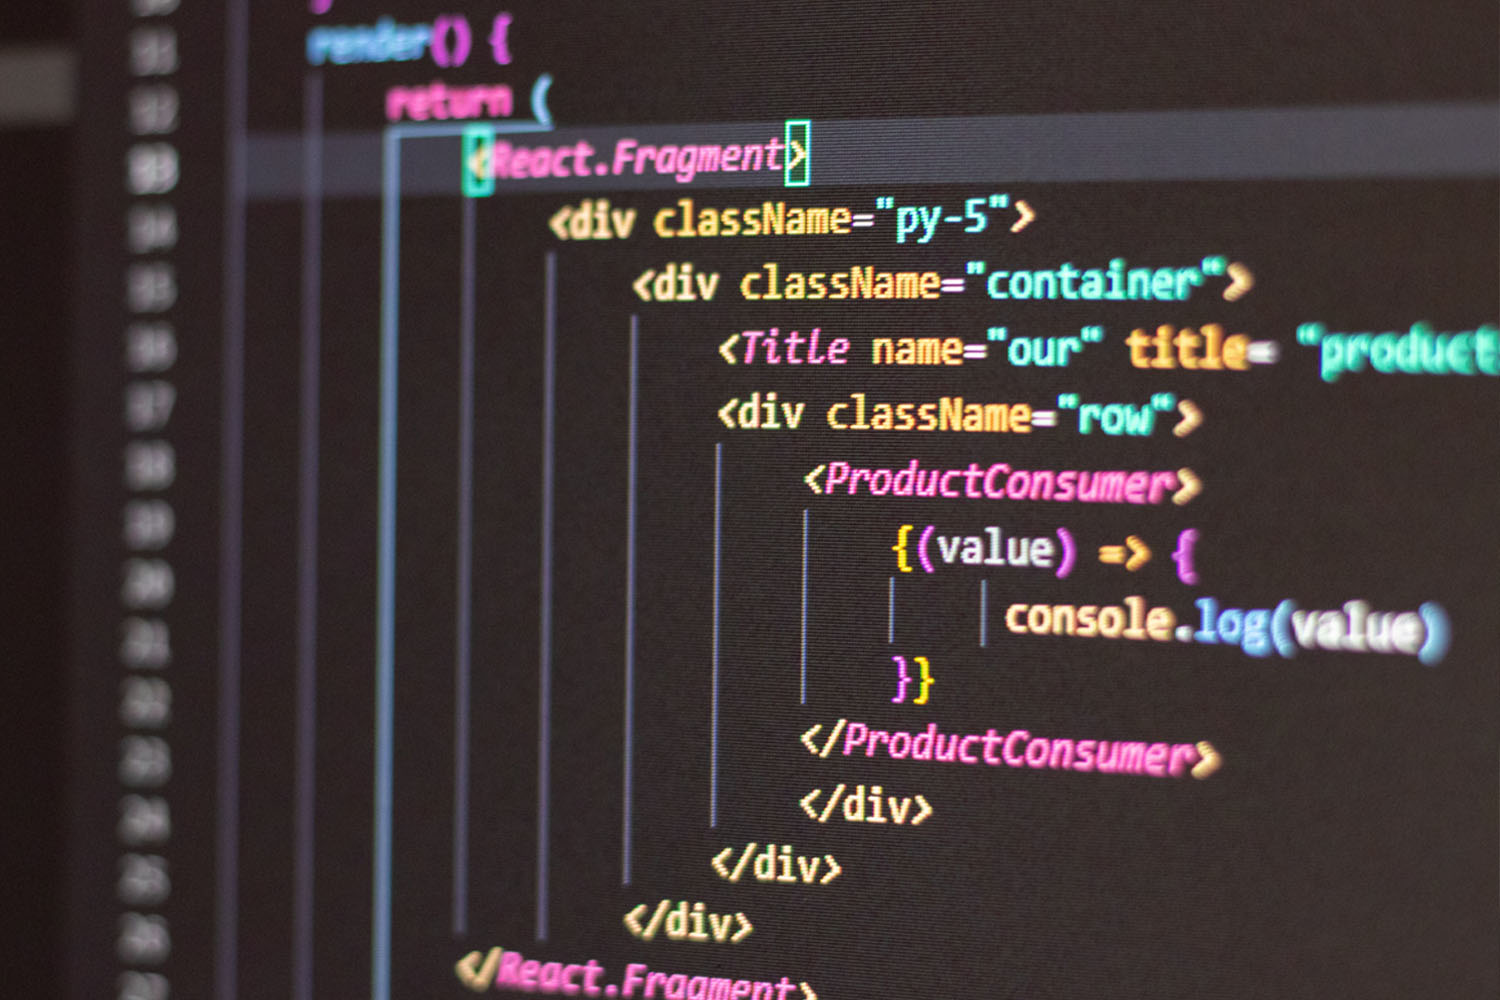 render() {
return (
<React.Fragment>
<div className="py-5">
<div className="container">
<Title name="our" title= "product
<div className="row">
<ProductConsumer>
{(value) => {
console.log(value)
}}
</ProductConsumer>
</div>
</div>
</div>
</React.Fragment>